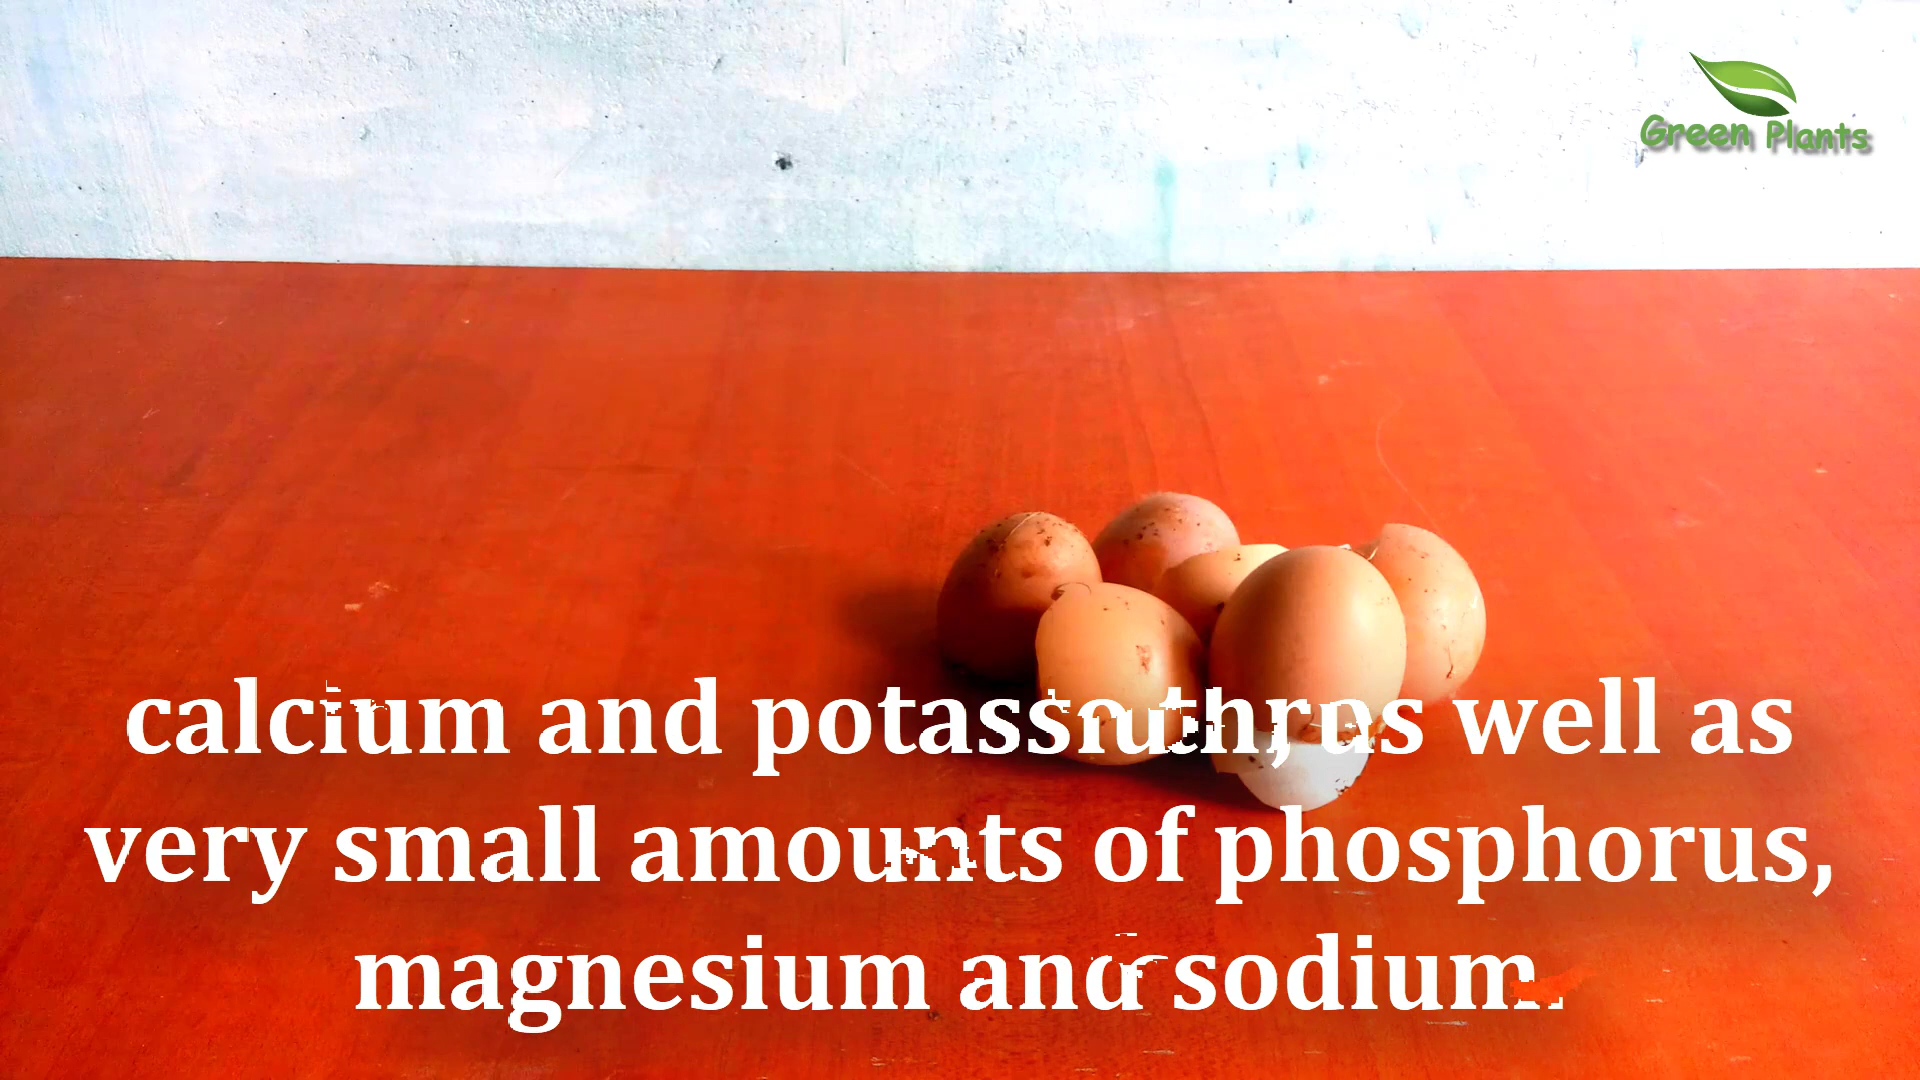 Green Plants
calcium and well as
very small amounts of phosphorus,
magnesium and sodium.